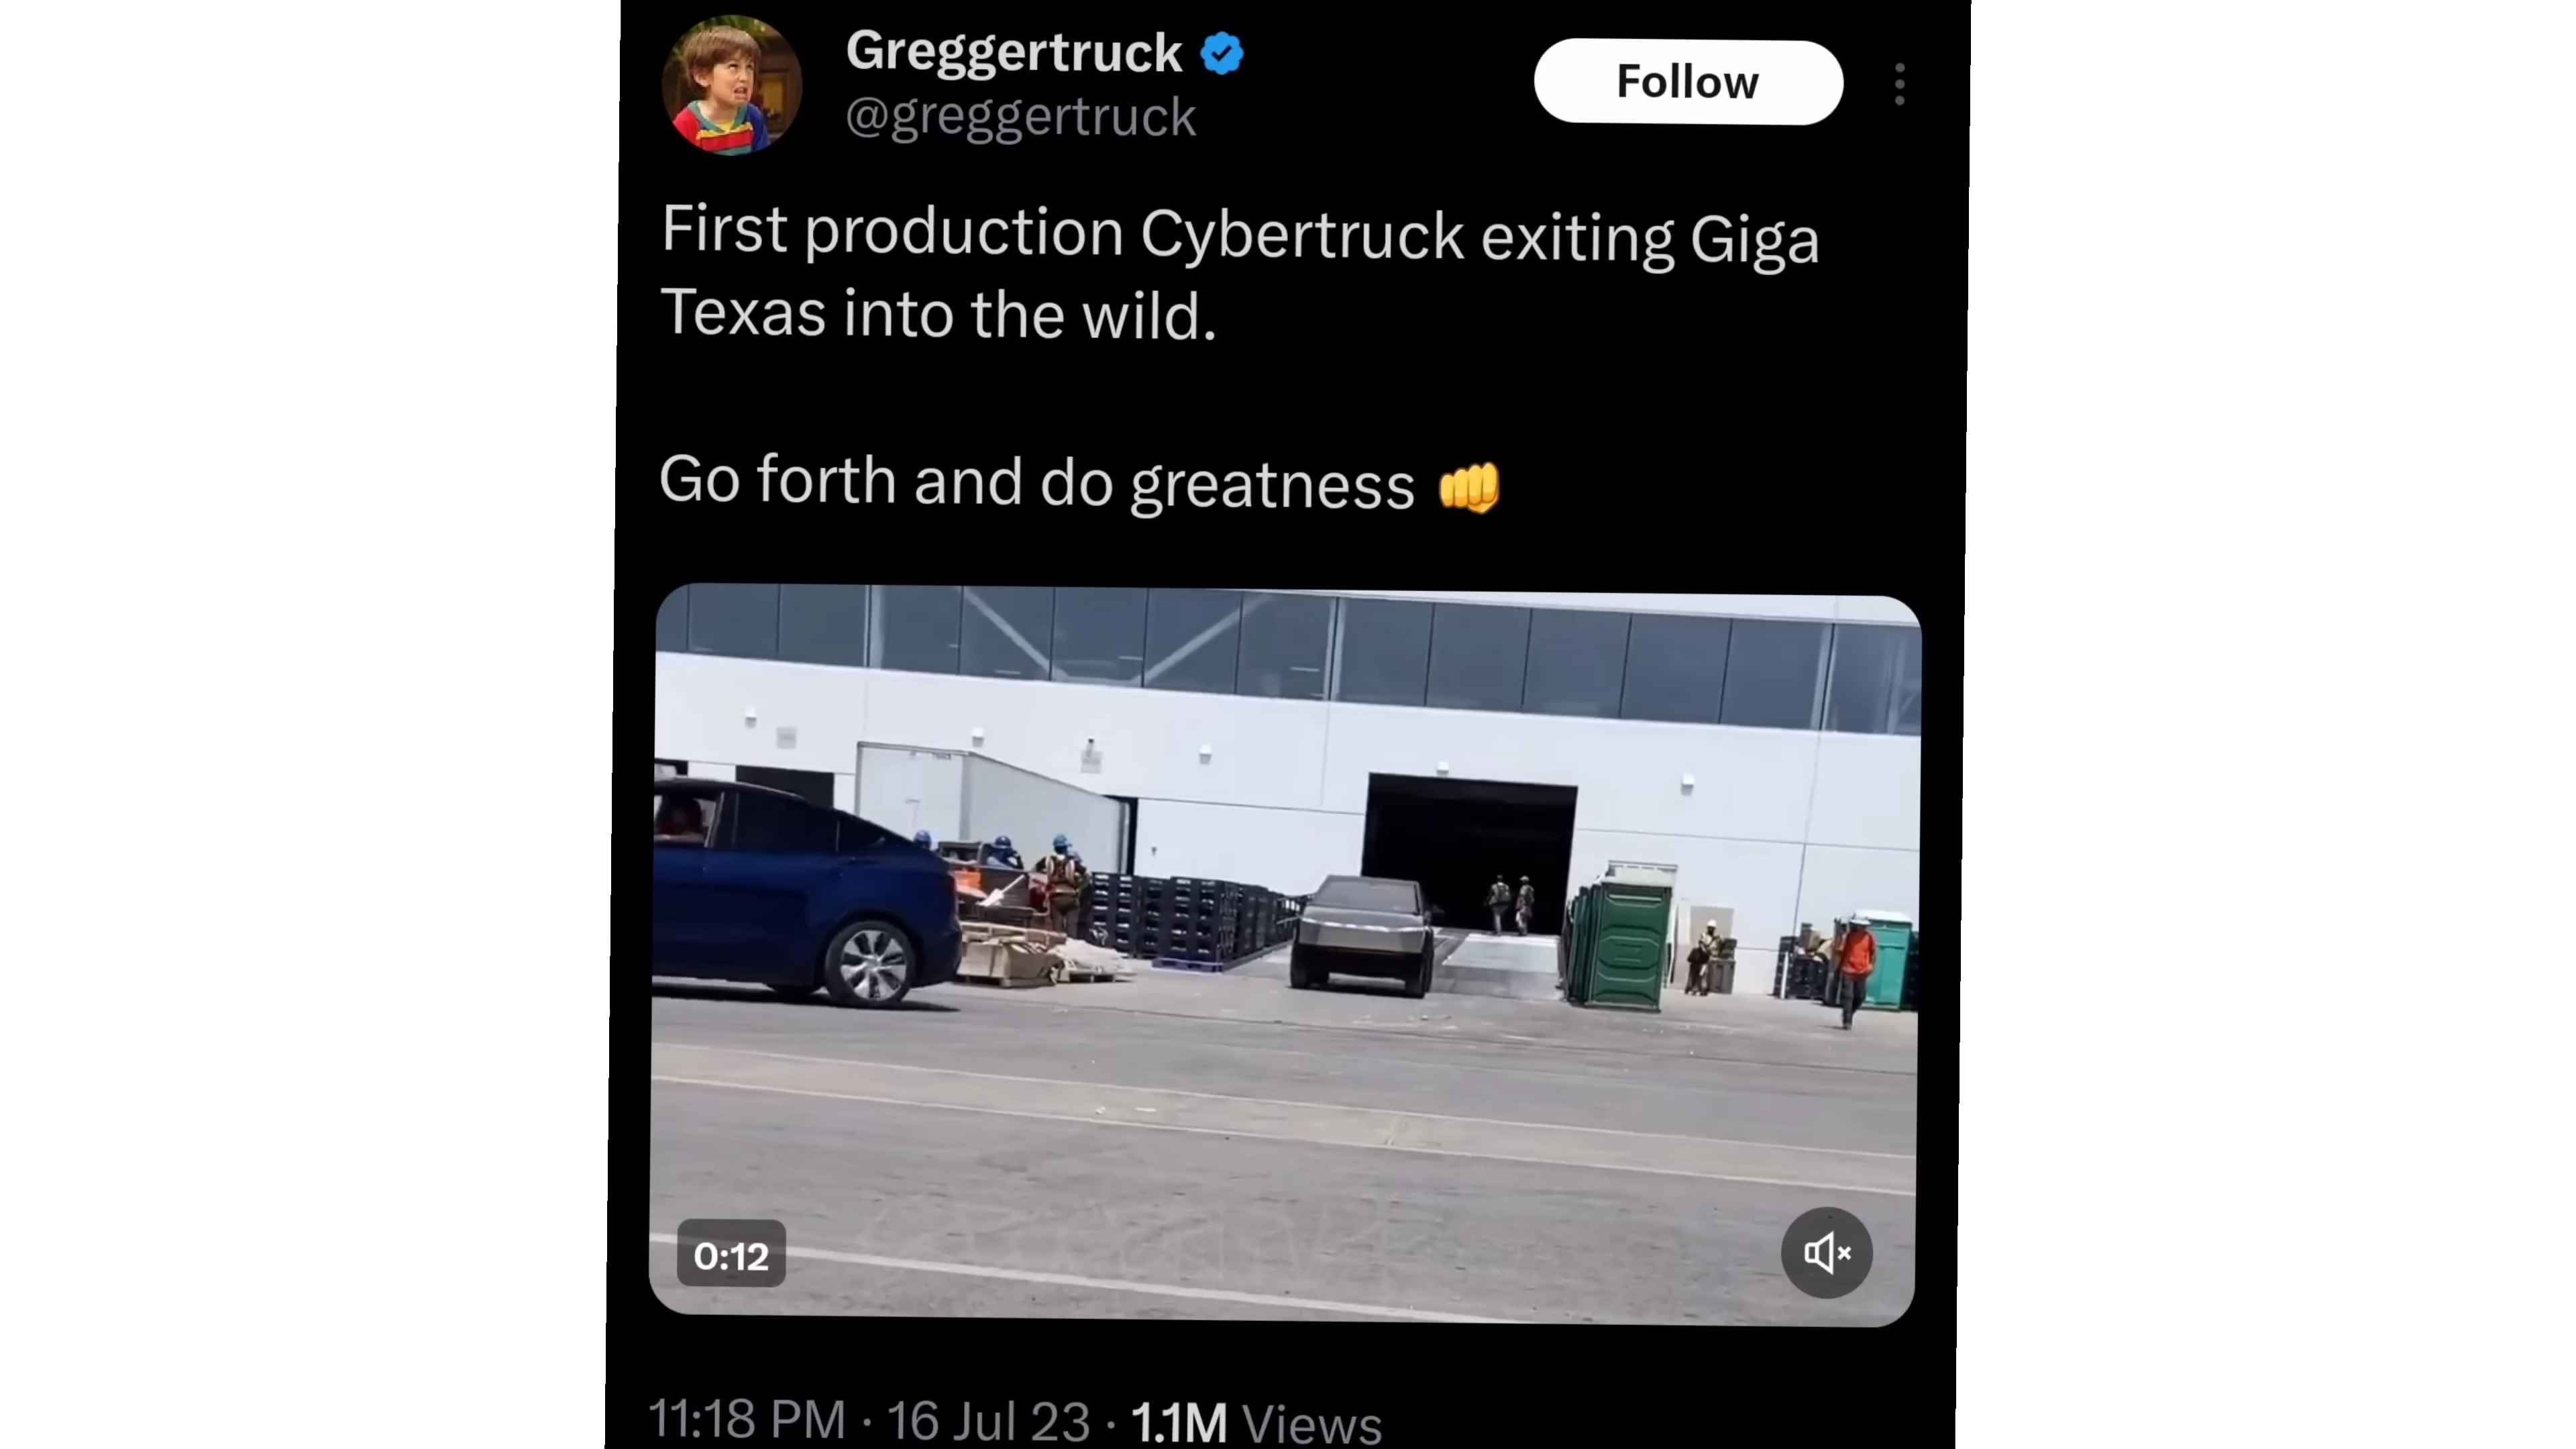 Greggertruck
@greggertruck
Follow
First production Cybertruck exiting Giga
Texas into the wild.
Go forth and do greatness 👊
0:12
11:18 PM · 16 Jul 23 · 1.1M Views